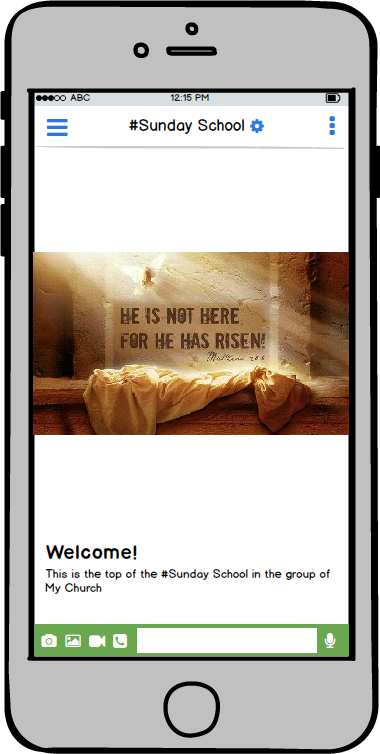 ABC 12:15 PM
#Sunday School
HE IS NOT HERE,
FOR HE HAS RISEN!
Matthew 28:6
Welcome!
This is the top of the #Sunday School in the group of
My Church